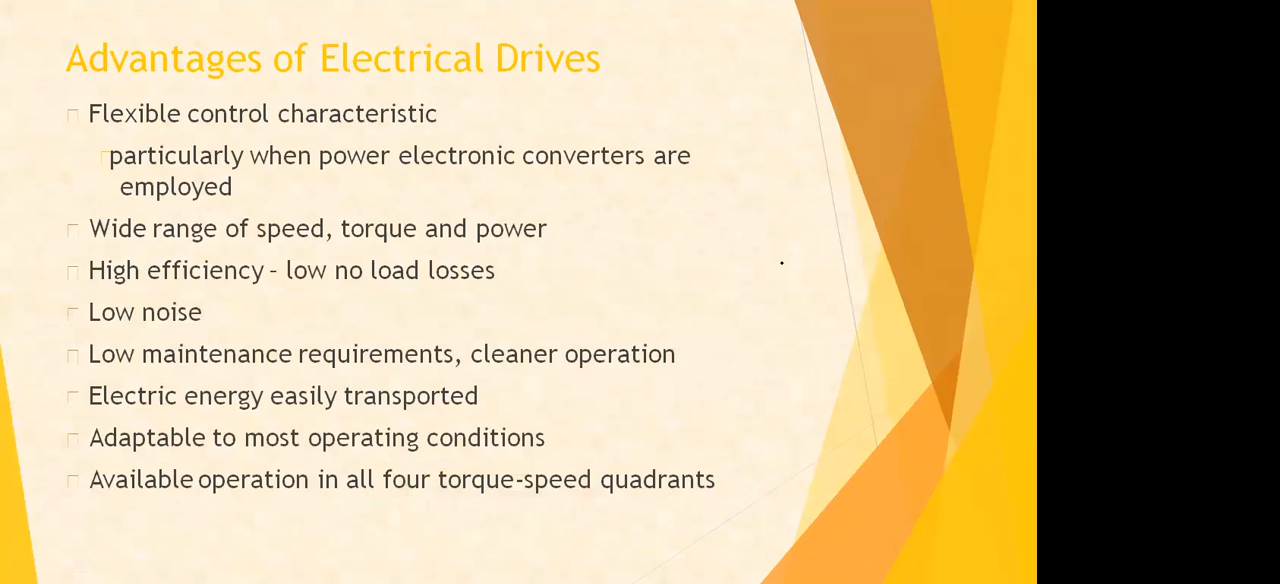 Advantages of Electrical Drives
Flexible control characteristic
particularly when power electronic converters are
employed
Wide range of speed, torque and power
High efficiency – low no load losses
Low noise
Low maintenance requirements, cleaner operation
Electric energy easily transported
Adaptable to most operating conditions
Available operation in all four torque-speed quadrants